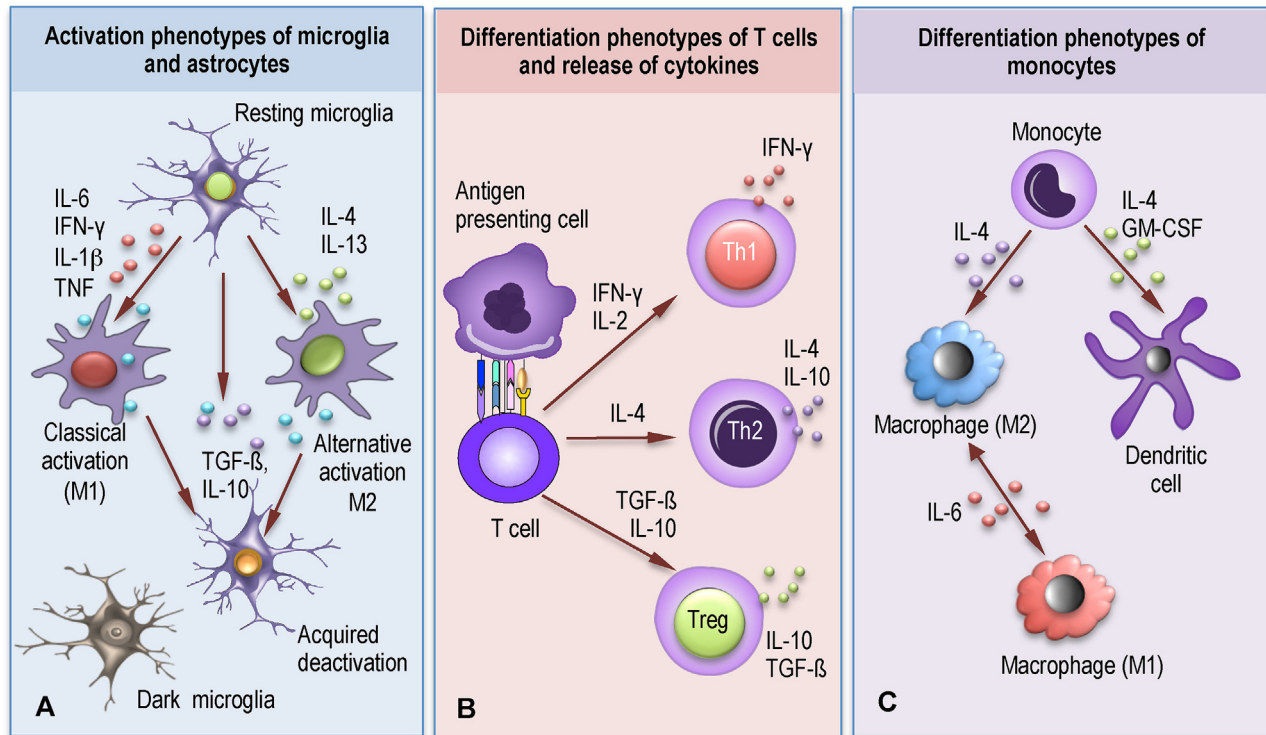 Activation phenotypes of microglia
and astrocytes
Resting microglia
IL-6
IFN-γ
IL-1β
TNF
IL-4
IL-13
Classical
activation
(M1)
TGF-ß,
IL-10
Alternative
activation
M2
Acquired
deactivation
Dark microglia
A
Differentiation phenotypes of T cells
and release of cytokines
Antigen
presenting cell
IFN-γ
Th1
IFN-γ
IL-2
IL-4
IL-10
IL-4
Th2
T cell
TGF-ß
IL-10
Treg
IL-10
TGF-ß
B
Differentiation phenotypes of
monocytes
Monocyte
IL-4
IL-4
GM-CSF
Macrophage (M2)
Dendritic
cell
IL-6
Macrophage (M1)
C